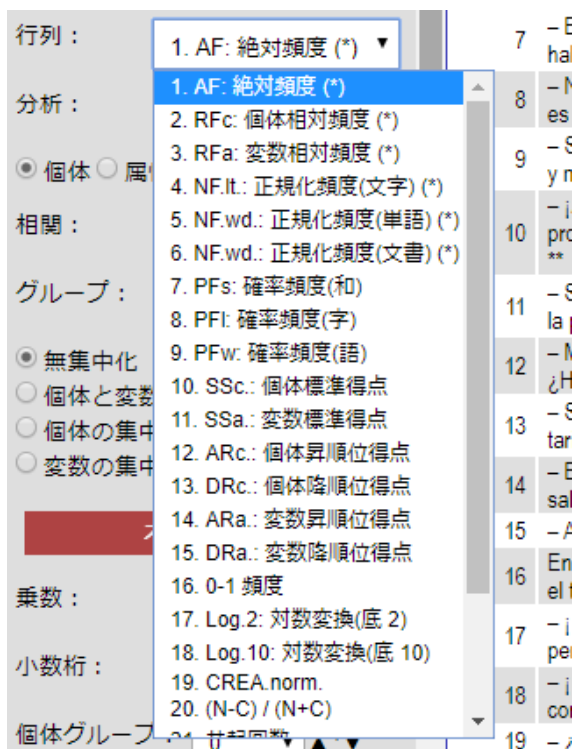 行列：
1. AF: 絶対頻度 (*)
1. AF: 絶対頻度 (*)
2. RFc: 個体相対頻度 (*)
3. RFa: 変数相対頻度 (*)
4. NF.lt.: 正規化頻度(文字) (*)
5. NF.wd.: 正規化頻度(単語) (*)
6. NF.wd.: 正規化頻度(文書) (*)
7. PFs: 確率頻度(和)
8. PFl: 確率頻度(字)
9. PFw: 確率頻度(語)
10. SSc.: 個体標準得点
11. SSa.: 変数標準得点
12. ARc.: 個体昇順位得点
13. DRc.: 個体降順位得点
14. ARa.: 変数昇順位得点
15. DRa.: 変数降順位得点
16. 0-1 頻度
17. Log.2: 対数変換(底 2)
18. Log.10: 対数変換(底 10)
19. CREA.norm.
20. (N-C) / (N+C)
分析：
個体
相関：
グループ：
無集中化
個体と変数
個体の集中
変数の集中
乗数：
小数桁：
個体グループ：
0
7 –
8 –
es
9 – S
y
10 – ¡
**
11 – S
la
12 –
13 – S
14 – E
15 – A
16 En
el
17 – ¡
18 – ¡
19 –